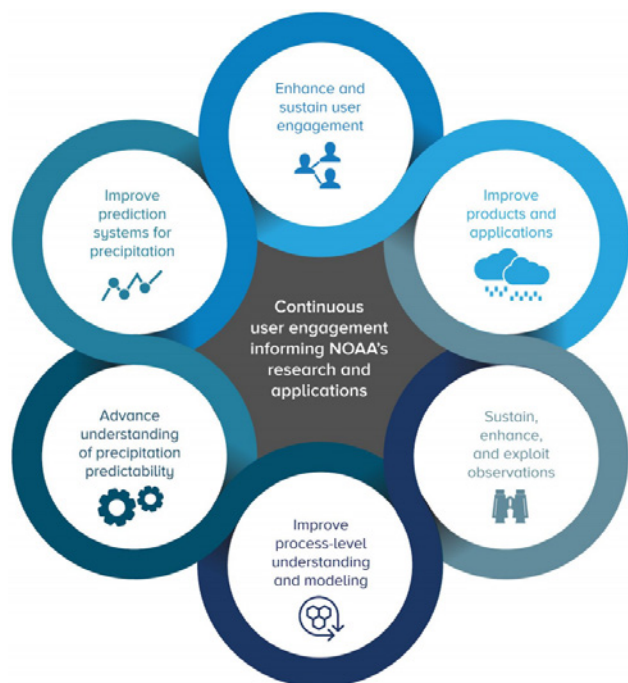 Enhance and
sustain user
engagement
Improve
products and
applications
Sustain,
enhance,
and exploit
observations
Improve
process-level
understanding
and modeling
Advance
understanding
of precipitation
predictability
Improve
prediction
systems for
precipitation
Continuous
user engagement
informing NOAA's
research and
applications